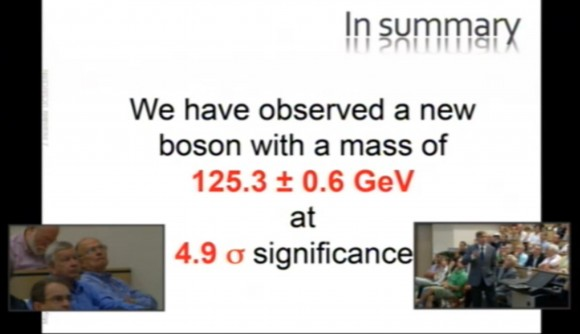 In summary
We have observed a new
boson with a mass of
125.3 ± 0.6 GeV
at
4.9 σ significance